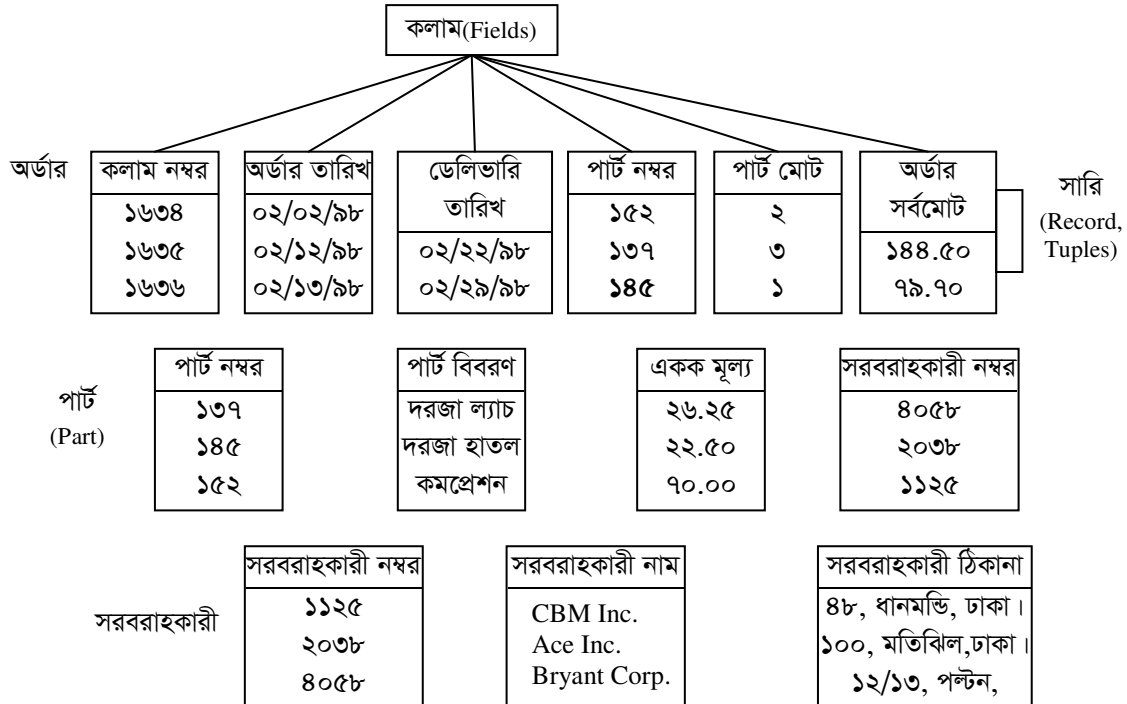 কলাম(Fields)
অর্ডার কলাম নম্বর অর্ডার তারিখ ডেলিভারি তারিখ পার্ট নম্বর পার্ট মোট অর্ডার সর্বমোট সারি (Record, Tuples)
১৬৩৪ ০২/০২/৯৮ ১৫২ ২
১৬৩৫ ০২/১২/৯৮ ০২/২২/৯৮ ১৩৭ ৩ ১৪৪.৫০
১৬৩৬ ০২/১৩/৯৮ ০২/২৯/৯৮ ১৪৫ ১ ৭৯.৭০
পার্ট (Part) পার্ট নম্বর পার্ট বিবরণ একক মূল্য সরবরাহকারী নম্বর
১৩৭ দরজা ল্যাচ ২৬.২৫ ৪০৫৮
১৪৫ দরজা হাতল ২২.৫০ ২০৩৮
১৫২ কমপ্রেশন ৭০.০০ ১১২৫
সরবরাহকারী সরবরাহকারী নম্বর সরবরাহকারী নাম সরবরাহকারী ঠিকানা
১১২৫ CBM Inc. ৪৮, ধানমন্ডি, ঢাকা।
২০৩৮ Ace Inc. ১০০, মতিঝিল,ঢাকা।
৪০৫৮ Bryant Corp. ১২/১৩, পল্টন,